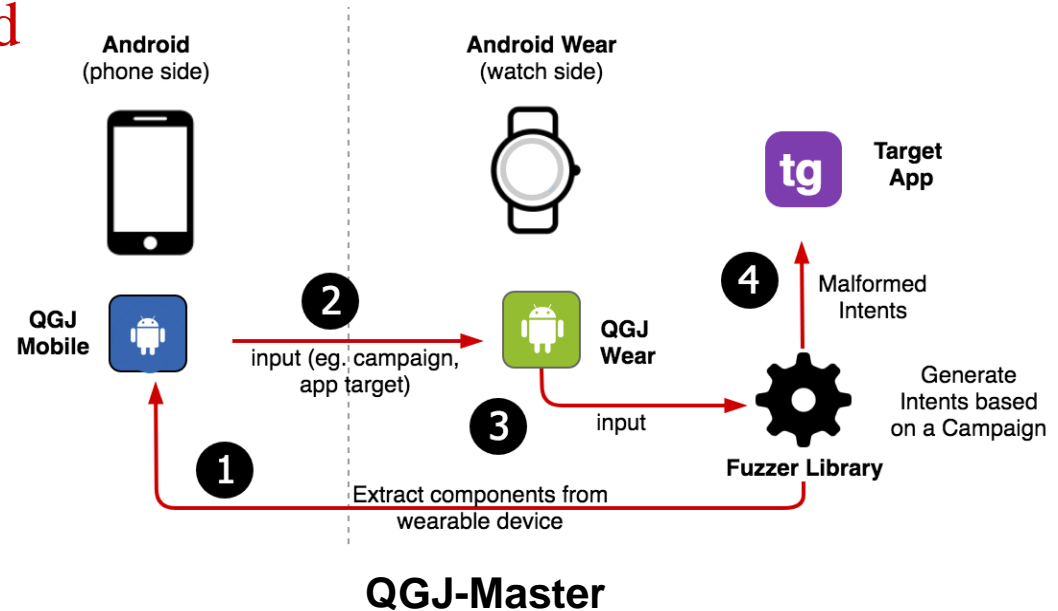 d
Android
(phone side)
Android Wear
(watch side)
tg
Target
App
QGJ
Mobile
2
input (eg. campaign,
app target)
QGJ
Wear
4
Malformed
Intents
3
input
Generate
Intents based
on a Campaign
Fuzzer Library
1
Extract components from
wearable device
QGJ-Master